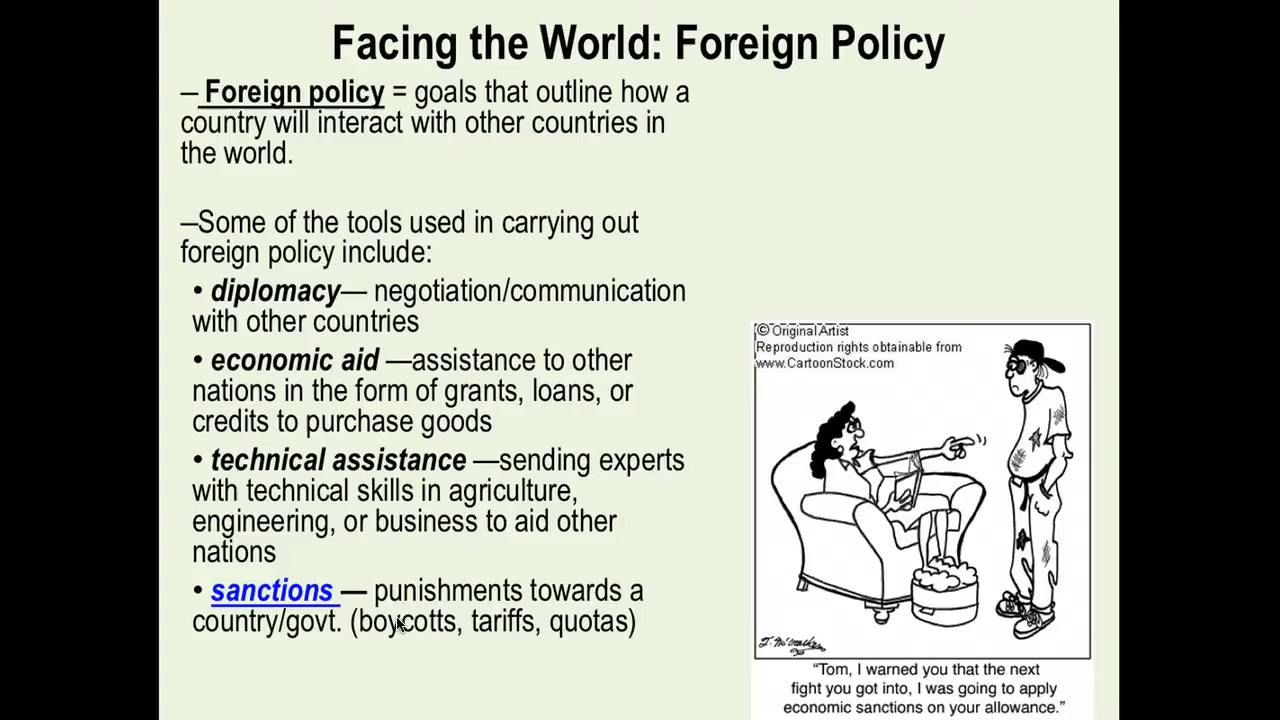 Facing the World: Foreign Policy
– Foreign policy = goals that outline how a
country will interact with other countries in
the world.
–Some of the tools used in carrying out
foreign policy include:
• diplomacy— negotiation/communication
with other countries
• economic aid —assistance to other
nations in the form of grants, loans, or
credits to purchase goods
• technical assistance —sending experts
with technical skills in agriculture,
engineering, or business to aid other
nations
• sanctions — punishments towards a
country/govt. (boycotts, tariffs, quotas)
© Original Artist
Reproduction rights obtainable from
www.CartoonStock.com
“Tom, I warned you that the next
fight you got into, I was going to apply
economic sanctions on your allowance.”